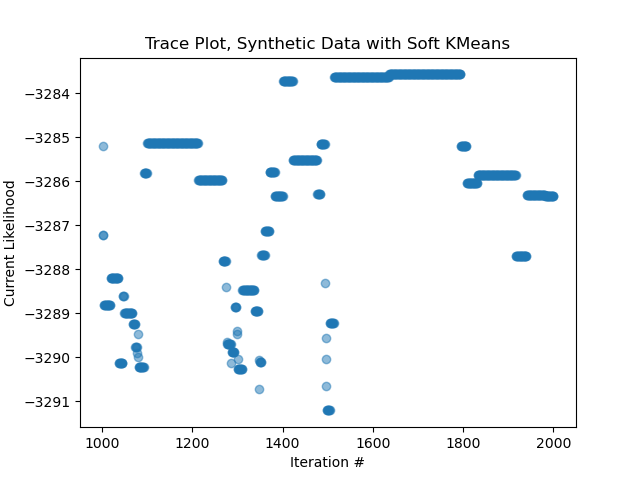 Trace Plot, Synthetic Data with Soft KMeans
Current Likelihood
−3284
−3285
−3286
−3287
−3288
−3289
−3290
−3291
1000 1200 1400 1600 1800 2000
Iteration #